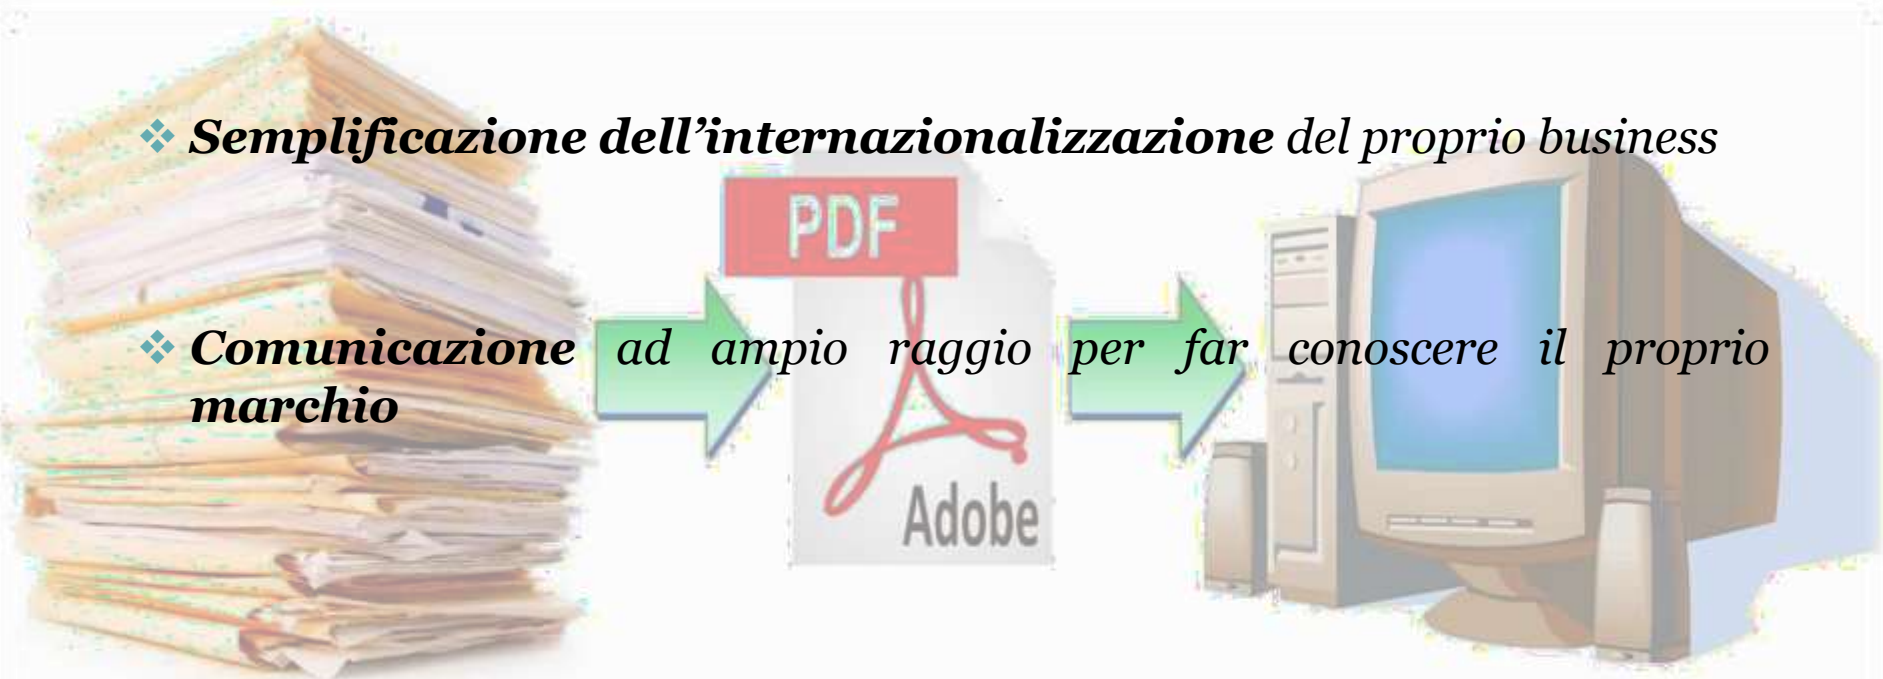 ❖ Semplificazione dell’internazionalizzazione del proprio business
PDF
❖ Comunicazione ad ampio raggio per far conoscere il proprio
marchio
Adobe